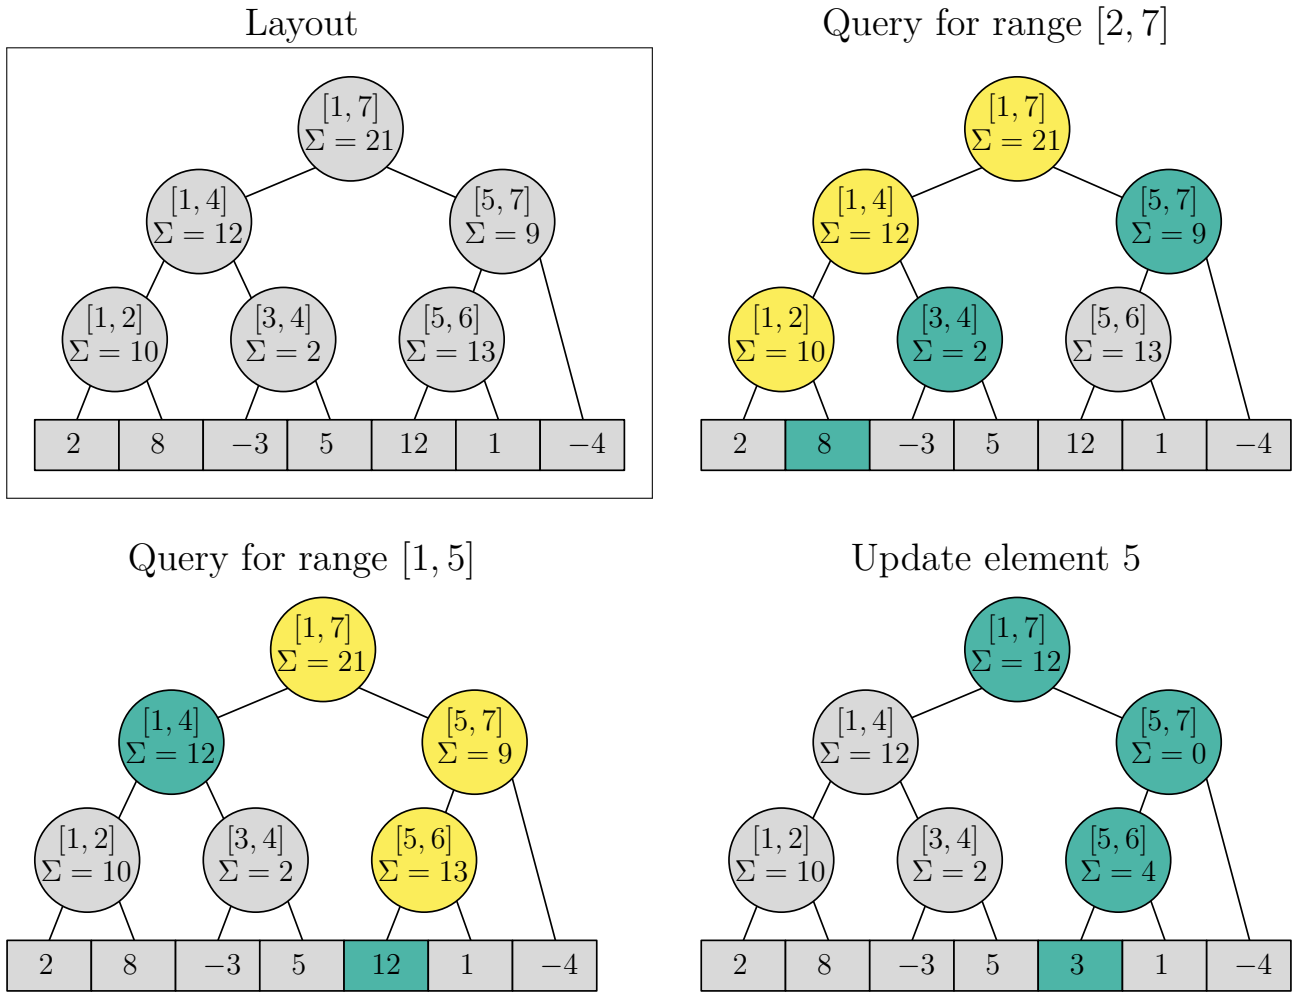 Layout
[1, 7]
Σ = 21
[1, 4]
Σ = 12
[5, 7]
Σ = 9
[1, 2]
Σ = 10
[3, 4]
Σ = 2
[5, 6]
Σ = 13
2 8 −3 5 12 1 −4
Query for range [2, 7]
[1, 7]
Σ = 21
[1, 4]
Σ = 12
[5, 7]
Σ = 9
[1, 2]
Σ = 10
[3, 4]
Σ = 2
[5, 6]
Σ = 13
2 8 −3 5 12 1 −4
Query for range [1, 5]
[1, 7]
Σ = 21
[1, 4]
Σ = 12
[5, 7]
Σ = 9
[1, 2]
Σ = 10
[3, 4]
Σ = 2
[5, 6]
Σ = 13
2 8 −3 5 12 1 −4
Update element 5
[1, 7]
Σ = 12
[1, 4]
Σ = 12
[5, 7]
Σ = 0
[1, 2]
Σ = 10
[3, 4]
Σ = 2
[5, 6]
Σ = 4
2 8 −3 5 3 1 −4